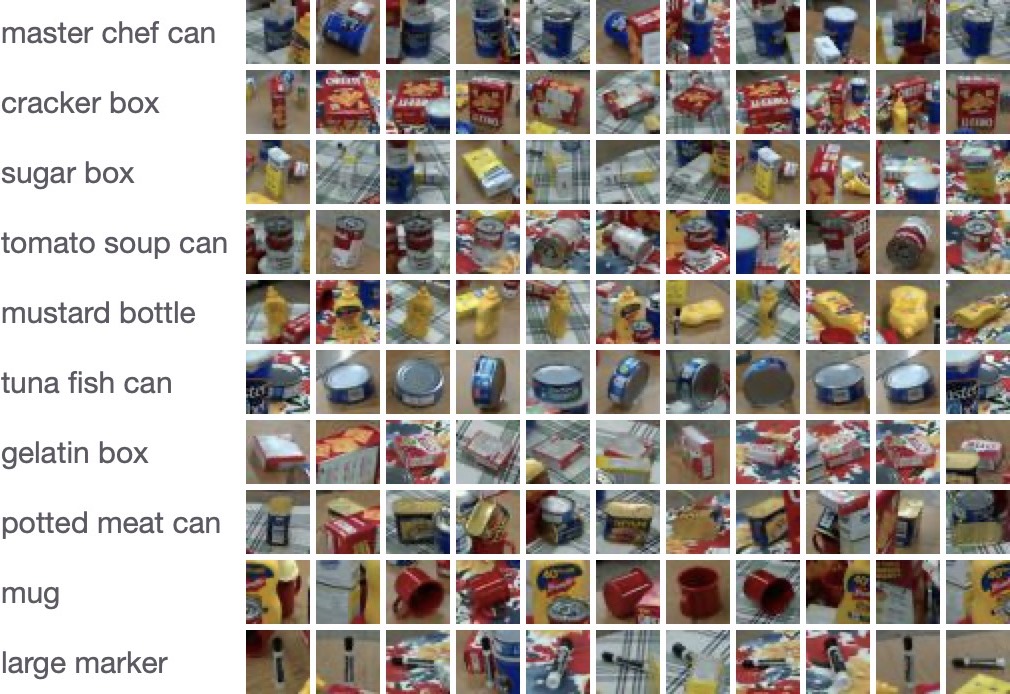 master chef can
cracker box
sugar box
tomato soup can
mustard bottle
tuna fish can
gelatin box
potted meat can
mug
large marker